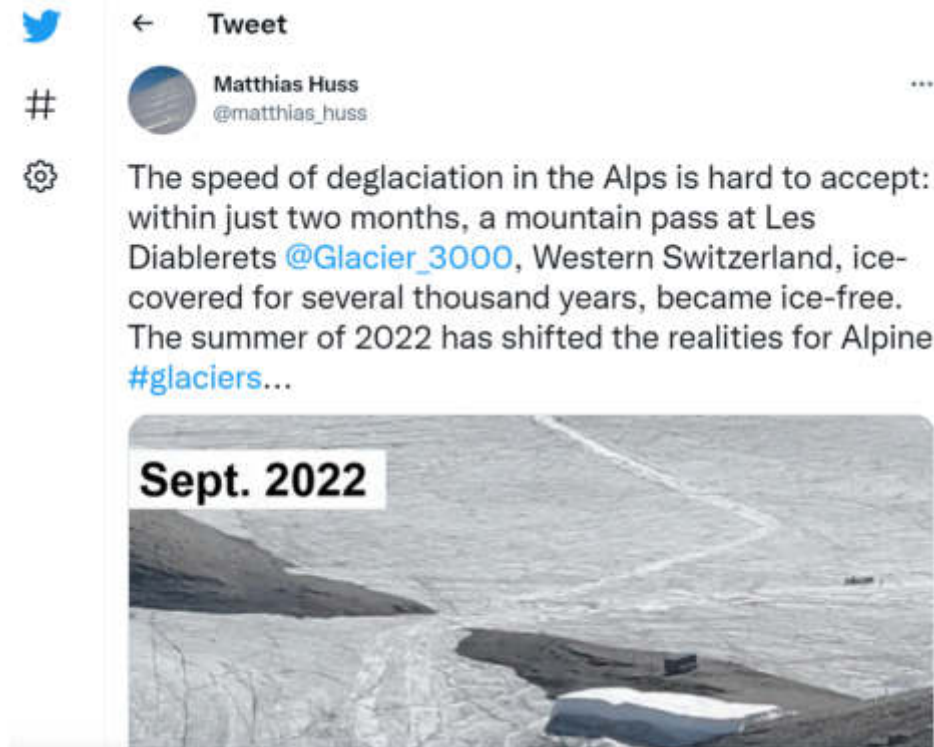 Tweet
Matthias Huss
@matthias_huss
The speed of deglaciation in the Alps is hard to accept:
within just two months, a mountain pass at Les
Diablerets @Glacier_3000, Western Switzerland, ice-
covered for several thousand years, became ice-free.
The summer of 2022 has shifted the realities for Alpine
#glaciers...
Sept. 2022